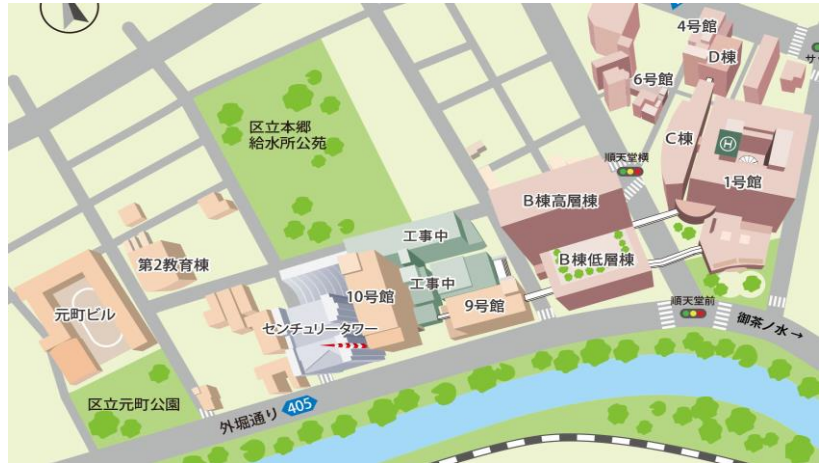 4号館
D棟
サッ
6号館
区立本郷
給水所公苑
C棟
順天堂横
H
1号館
B棟高層棟
工事中
B棟低層棟
第2教育棟
工事中
10号館
9号館
順天堂前
元町ビル
センチュリータワー
御茶ノ水→
区立元町公園
外堀通り 405